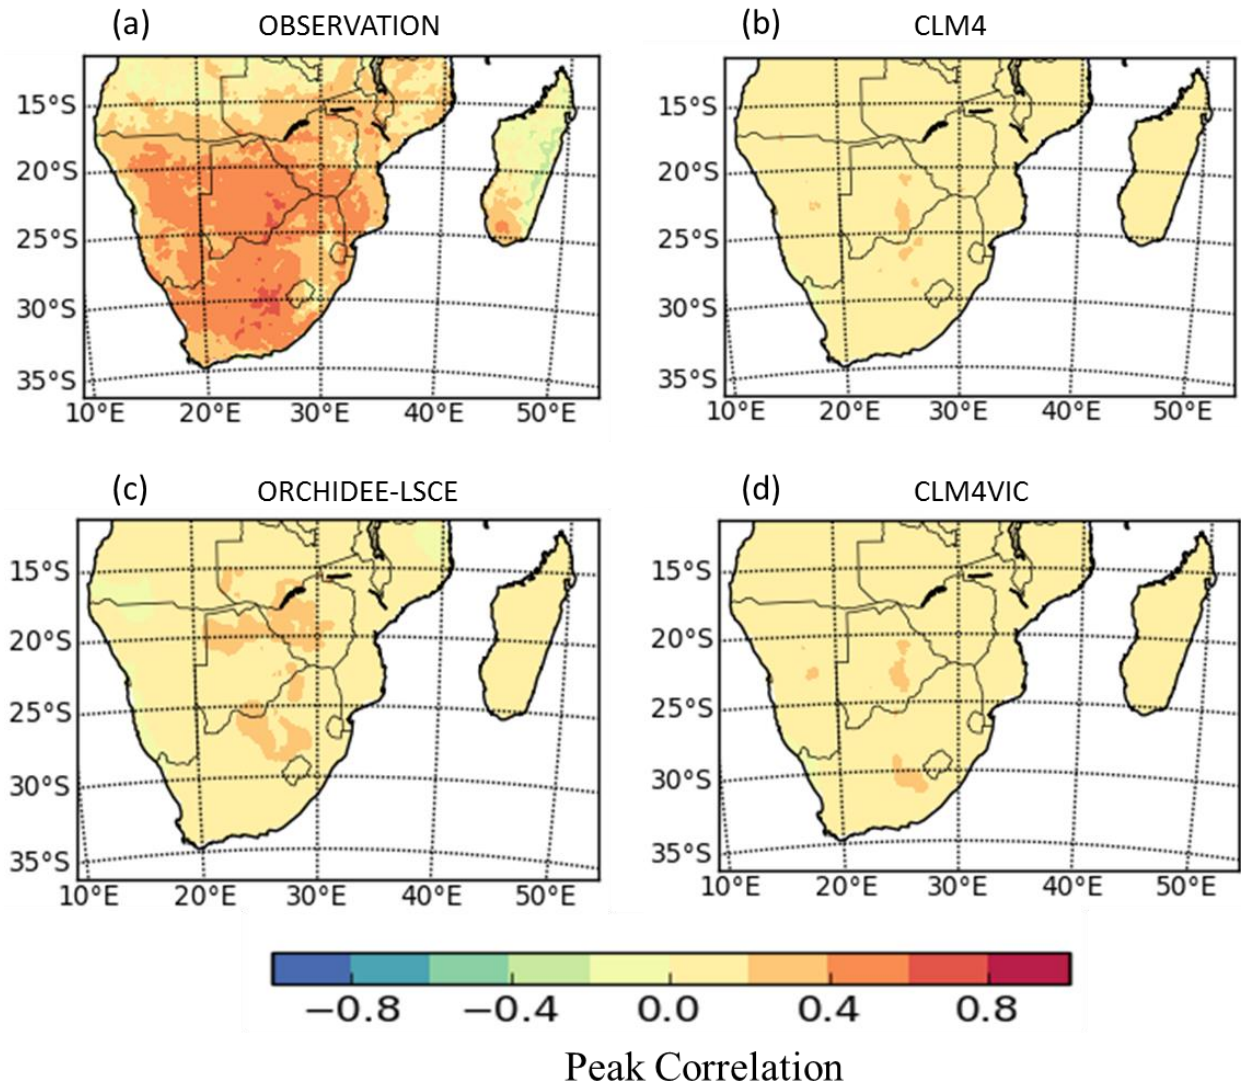 (a) OBSERVATION
(b) CLM4
15°S
20°S
25°S
30°S
35°S
10°E 20°E 30°E 40°E 50°E
15°S
20°S
25°S
30°S
35°S
10°E 20°E 30°E 40°E 50°E
(c) ORCHIDEE-LSCE
(d) CLM4VIC
15°S
20°S
25°S
30°S
35°S
10°E 20°E 30°E 40°E 50°E
15°S
20°S
25°S
30°S
35°S
10°E 20°E 30°E 40°E 50°E
−0.8 −0.4 0.0 0.4 0.8
Peak Correlation